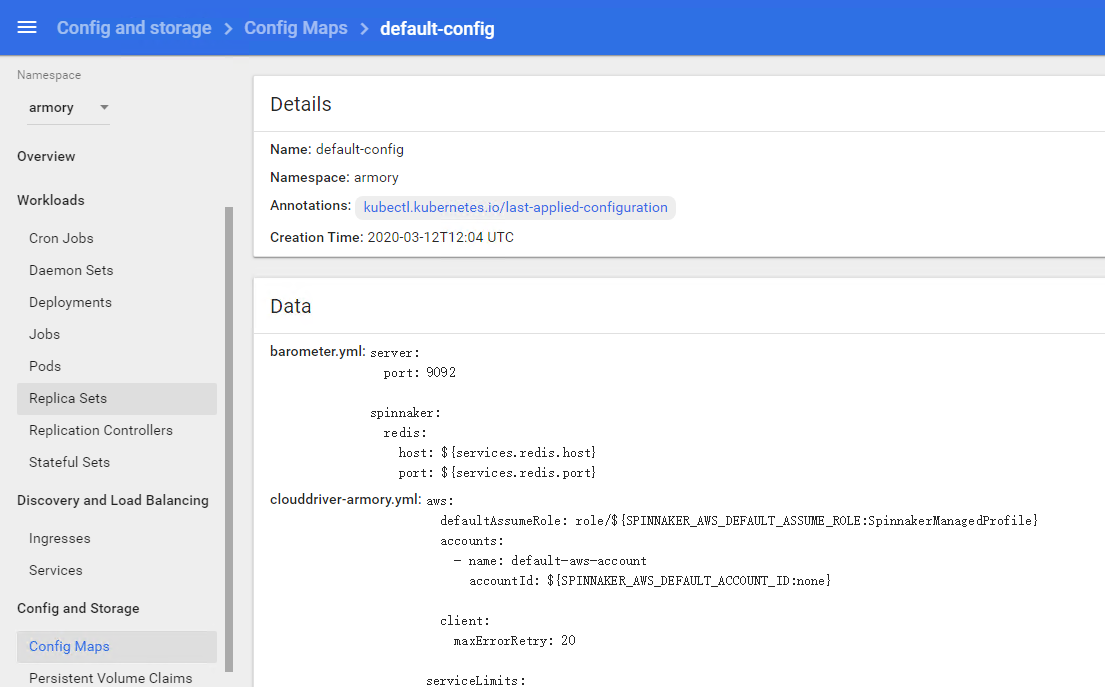 Config and storage > Config Maps > default-config
Namespace
armory
Overview
Workloads
Cron Jobs
Daemon Sets
Deployments
Jobs
Pods
Replica Sets
Replication Controllers
Stateful Sets
Discovery and Load Balancing
Ingresses
Services
Config and Storage
Config Maps
Persistent Volume Claims
Details
Name: default-config
Namespace: armory
Annotations: kubectl.kubernetes.io/last-applied-configuration
Creation Time: 2020-03-12T12:04 UTC
Data
barometer.yml: server:
port: 9092
spinnaker:
redis:
host: ${services.redis.host}
port: ${services.redis.port}
clouddriver-armory.yml: aws:
defaultAssumeRole: role/${SPINNAKER_AWS_DEFAULT_ASSUME_ROLE:SpinnakerManagedProfile}
accounts:
- name: default-aws-account
accountId: ${SPINNAKER_AWS_DEFAULT_ACCOUNT_ID:none}
client:
maxErrorRetry: 20
serviceLimits: